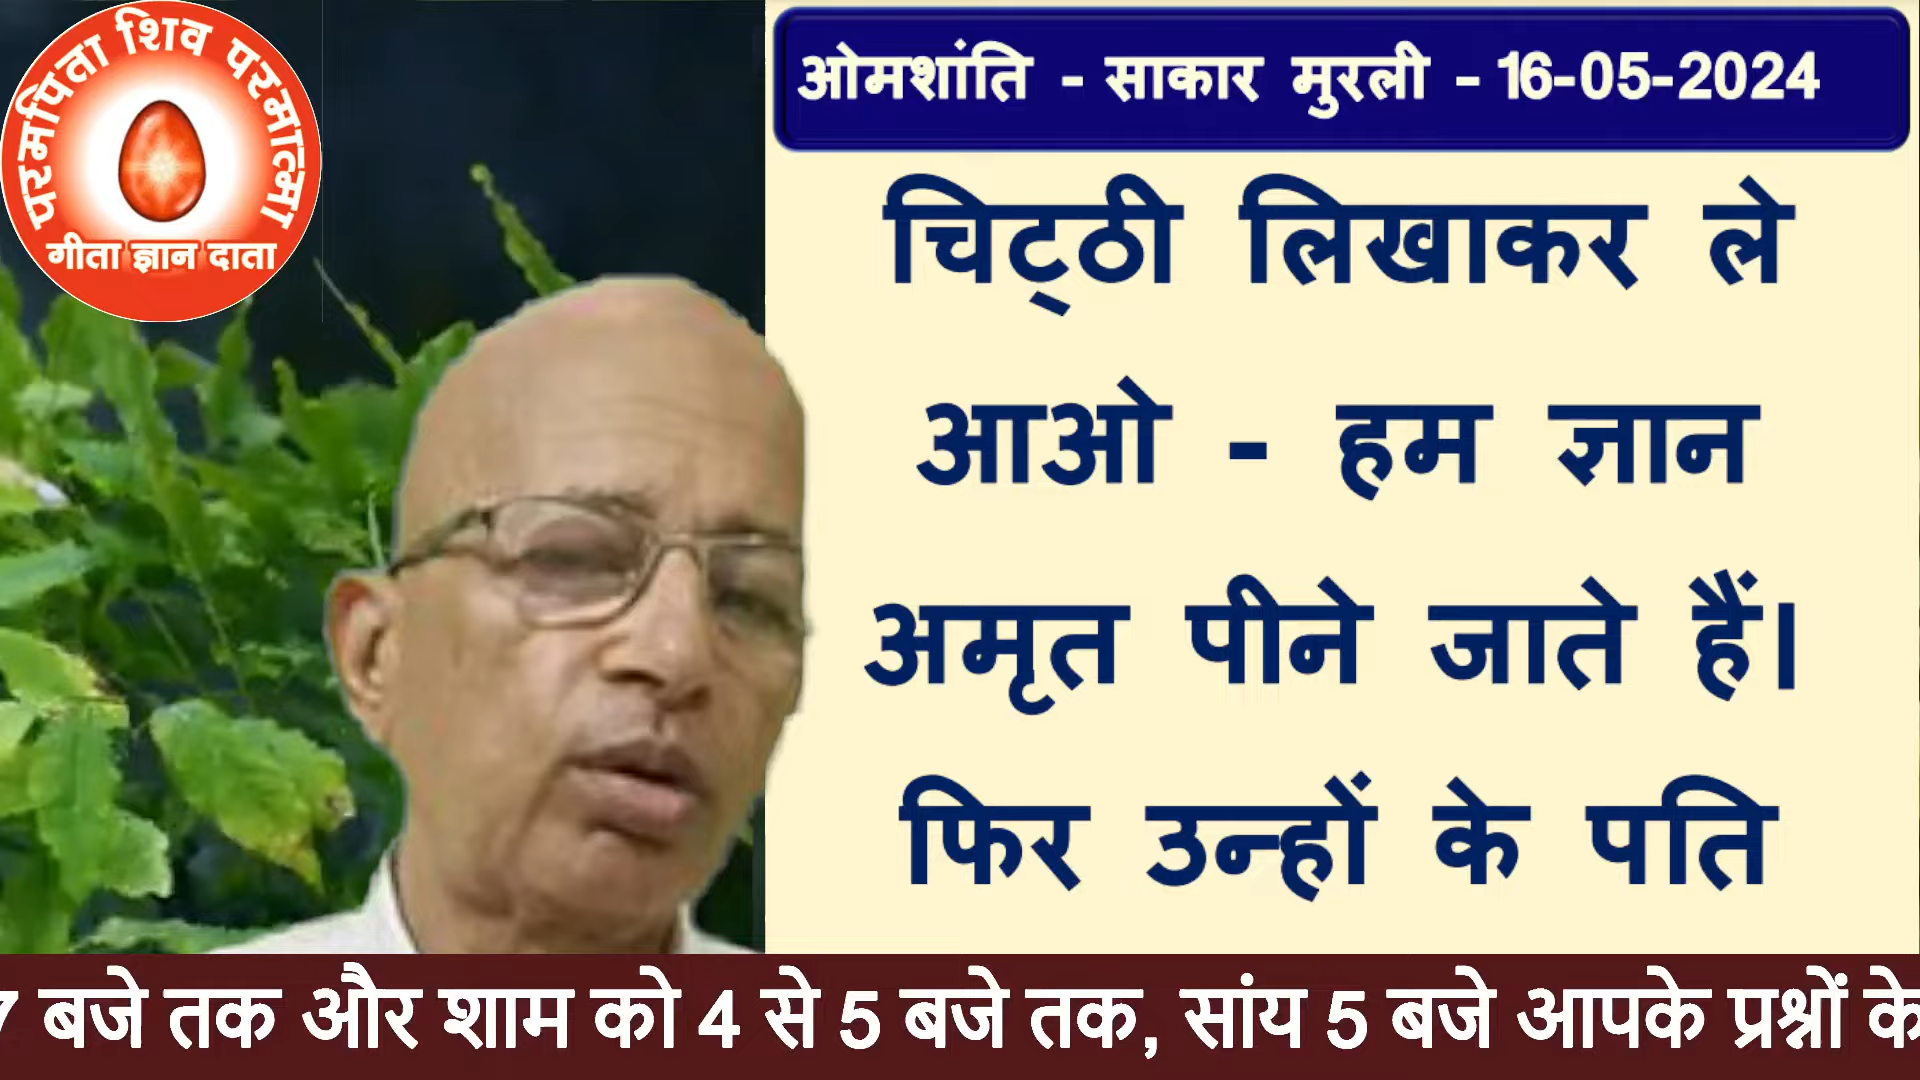 परमपिता शिव परमात्मा
गीता ज्ञान दाता
ओमशांति - साकार मुरली - 16-05-2024
चिट्ठी लिखाकर ले
आओ - हम ज्ञान
अमृत पीने जाते हैं।
फिर उन्हों के पति
7 बजे तक और शाम को 4 से 5 बजे तक, सांय 5 बजे आपके प्रश्नों के